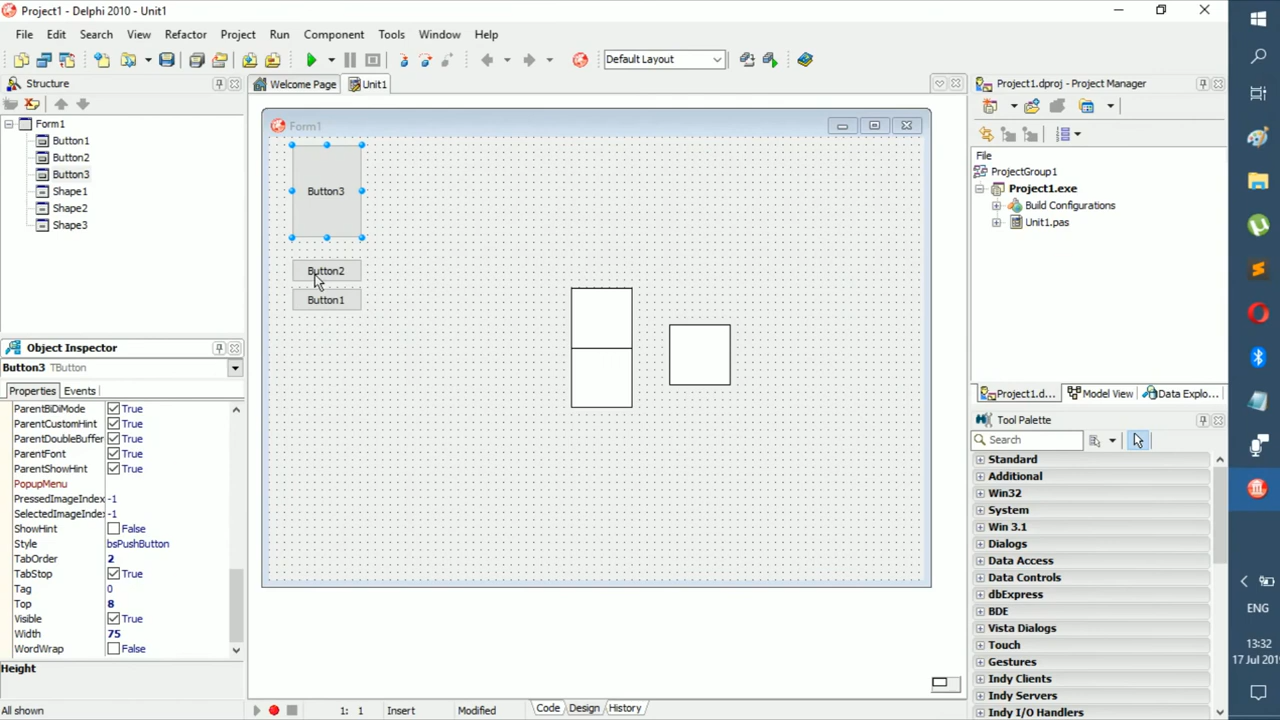 Project1 - Delphi 2010 - Unit1
File Edit Search View Refactor Project Run Component Tools Window Help
Default Layout
Structure
Welcome Page
Unit1
Project1.dproj - Project Manager
Form1
Button1
Button2
Button3
Shape1
Shape2
Shape3
Form1
Button3
Button2
Button1
File
ProjectGroup1
Project1.exe
Build Configurations
Unit1.pas
Object Inspector
Button3 TButton
Properties Events
ParentBiDiMode True
ParentCustomHint True
ParentDoubleBuffer True
ParentFont True
ParentShowHint True
PopupMenu
PressedImageIndex -1
SelectedImageIndex -1
ShowHint False
Style bsPushButton
TabOrder 2
TabStop True
Tag 0
Top 8
Visible True
Width 75
WordWrap False
Height
All shown
Project1.d... Model View Data Explo...
Tool Palette
Search
Standard
Additional
Win32
System
Win 3.1
Dialogs
Data Access
Data Controls
dbExpress
BDE
Vista Dialogs
Touch
Gestures
Indy Clients
Indy Servers
Indy I/O Handlers
1: 1 Insert Modified Code Design History
ENG
13:32
17 Jul 201